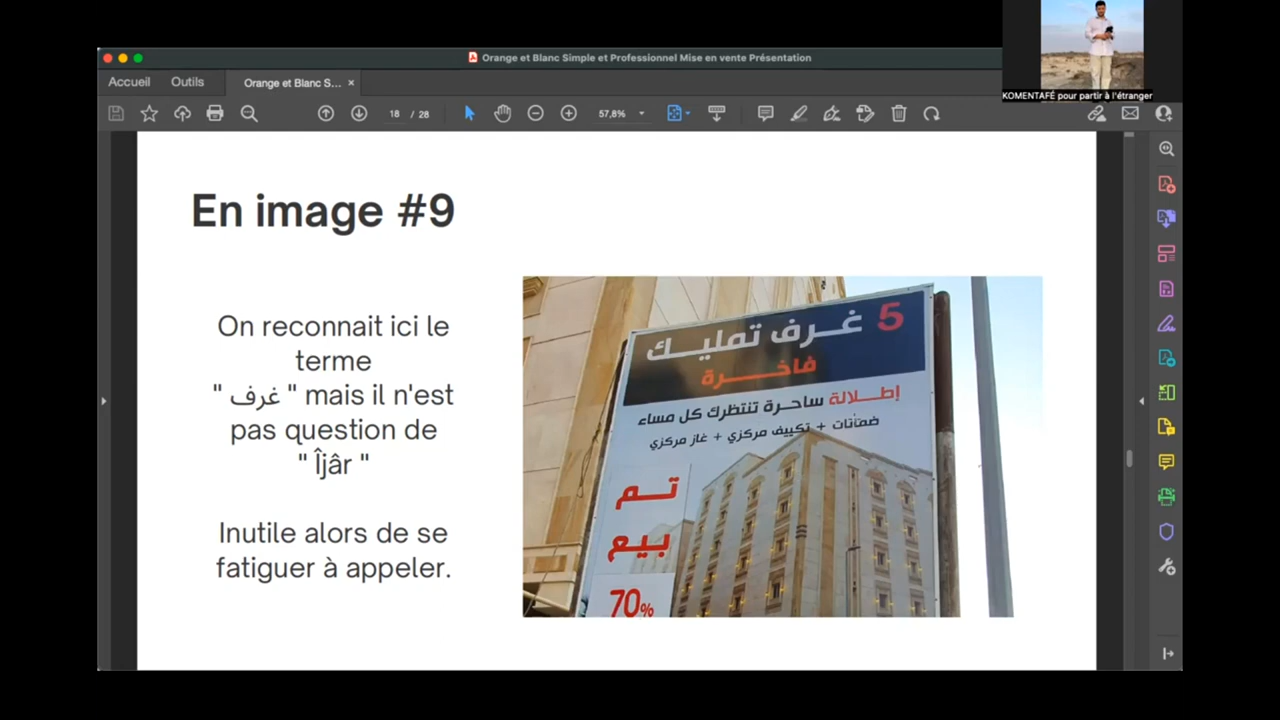 KOMENTAFÉ pour partir à l'étranger
Orange et Blanc Simple et Professionnel Mise en vente Présentation
Accueil
Outils
Orange et Blanc S... ×
18 / 28
57,8%
En image #9
On reconnait ici le
terme
" غرف " mais il n'est
pas question de
" Îjâr "
Inutile alors de se
fatiguer à appeler.
5 غرف تمليك
فاخرة
إطلالة ساحرة تنتظرك كل مساء
ضمانات + تكييف مركزي + غاز مركزي
تم
بيع
70%